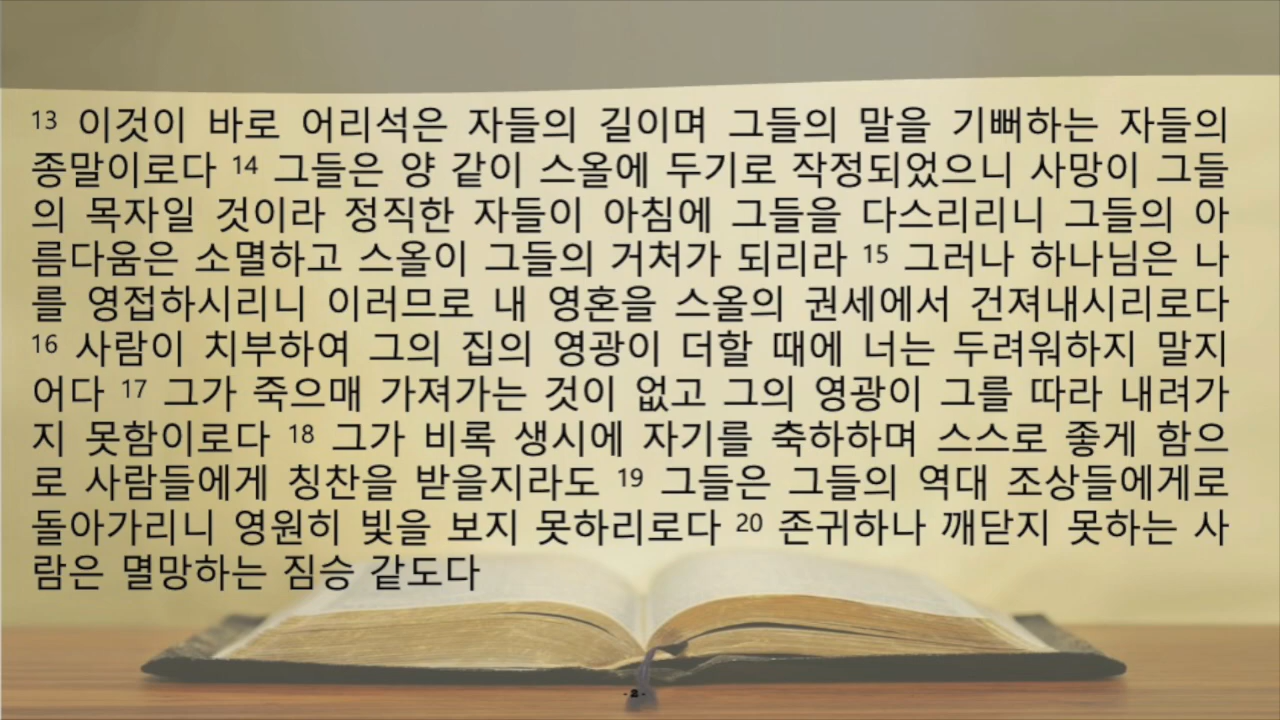 13 이것이 바로 어리석은 자들의 길이며 그들의 말을 기뻐하는 자들의
종말이로다 14 그들은 양 같이 스올에 두기로 작정되었으니 사망이 그들
의 목자일 것이라 정직한 자들이 아침에 그들을 다스리리니 그들의 아
름다움은 소멸하고 스올이 그들의 거처가 되리라 15 그러나 하나님은 나
를 영접하시리니 이러므로 내 영혼을 스올의 권세에서 건져내시리로다
16 사람이 치부하여 그의 집의 영광이 더할 때에 너는 두려워하지 말지
어다 17 그가 죽으매 가져가는 것이 없고 그의 영광이 그를 따라 내려가
지 못함이로다 18 그가 비록 생시에 자기를 축하하며 스스로 좋게 함으
로 사람들에게 칭찬을 받을지라도 19 그들은 그들의 역대 조상들에게로
돌아가리니 영원히 빛을 보지 못하리로다 20 존귀하나 깨닫지 못하는 사
람은 멸망하는 짐승 같도다
- 2 -